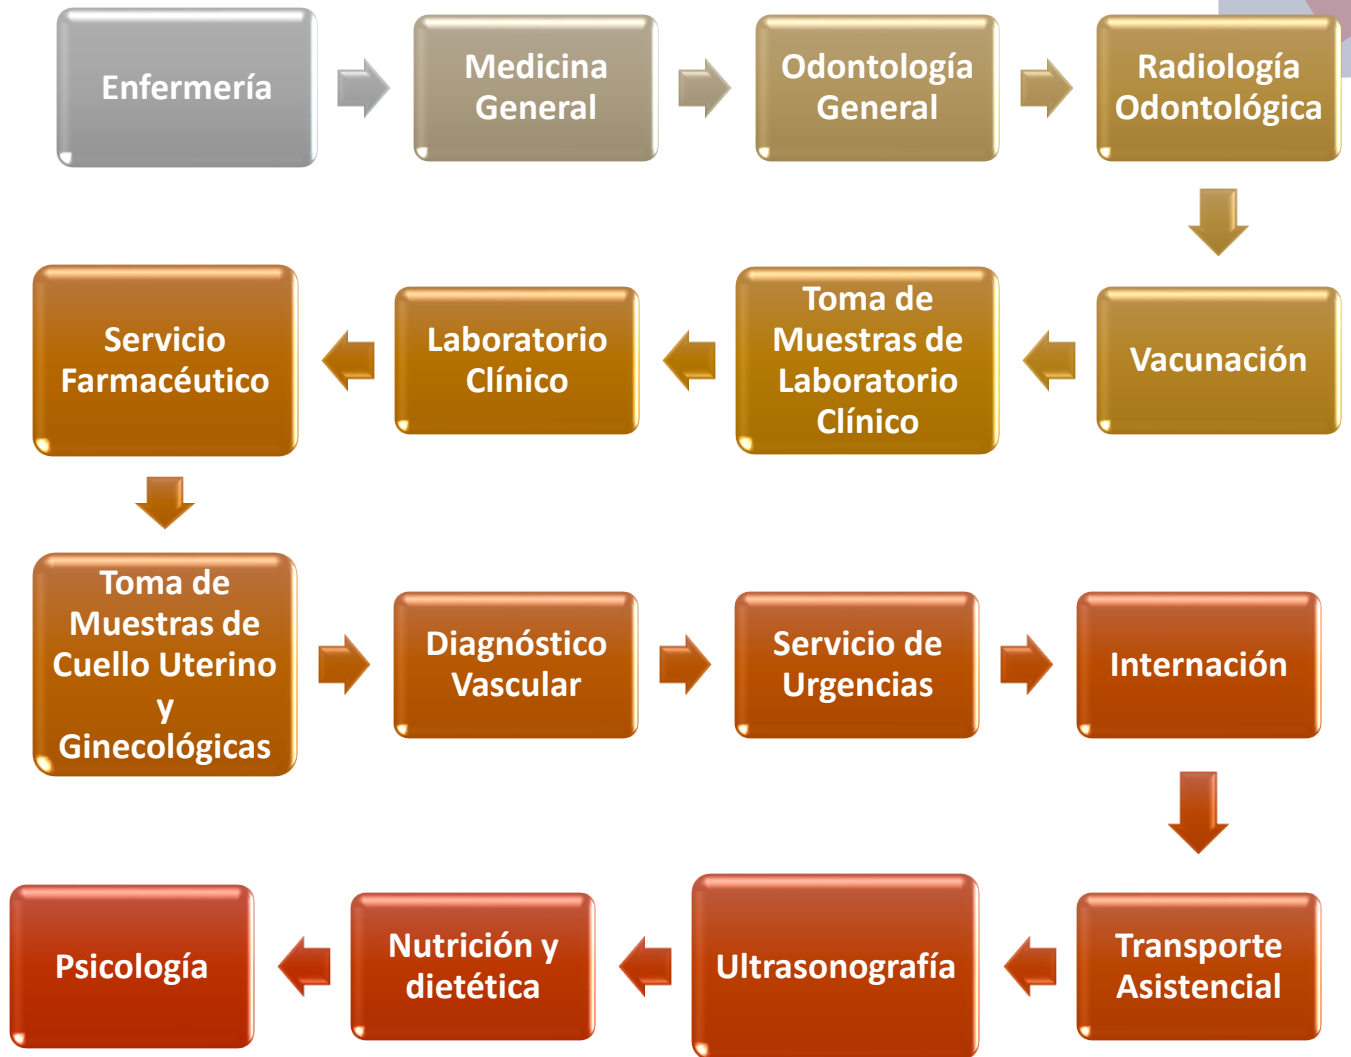 Enfermería
Medicina
General
Odontología
General
Radiología
Odontológica
Vacunación
Toma de
Muestras de
Laboratorio
Clínico
Laboratorio
Clínico
Servicio
Farmacéutico
Toma de
Muestras de
Cuello Uterino
y
Ginecológicas
Diagnóstico
Vascular
Servicio de
Urgencias
Internación
Transporte
Asistencial
Ultrasonografía
Nutrición y
dietética
Psicología